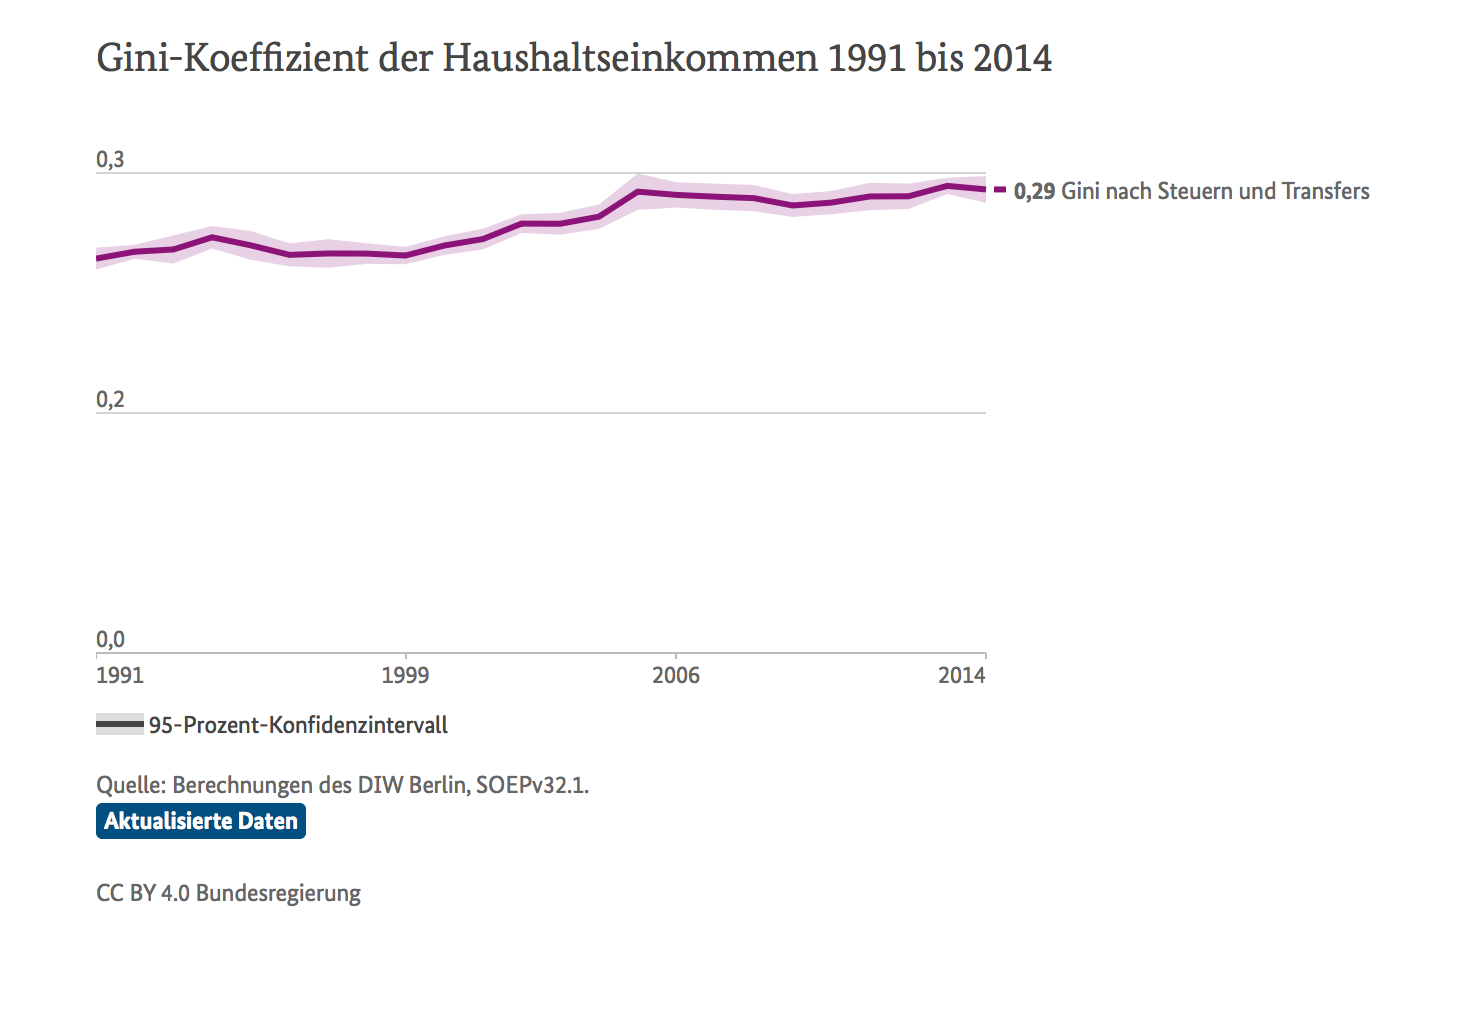 Gini-Koeffizient der Haushaltseinkommen 1991 bis 2014
0,3
0,29 Gini nach Steuern und Transfers
0,2
0,0
1991 1999 2006 2014
95-Prozent-Konfidenzintervall
Quelle: Berechnungen des DIW Berlin, SOEPv32.1.
Aktualisierte Daten
CC BY 4.0 Bundesregierung